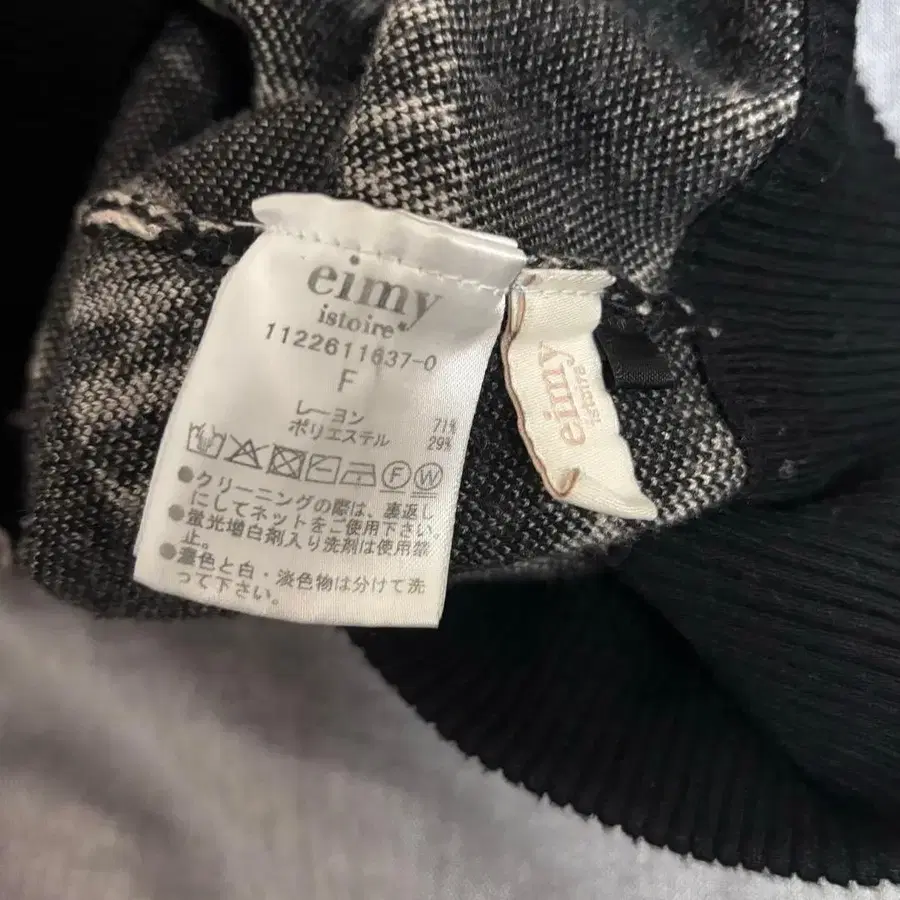 eimy
istoire*
1122611637-0
F
レーヨン 71%
ポリエステル 29%
F W
●クリーニングの際は、裏返し
にしてネットをご使用下さい。
●蛍光増白剤入り洗剤は使用禁
止。
●濃色と白・淡色物は分けて洗
って下さい。
eimy
istoire